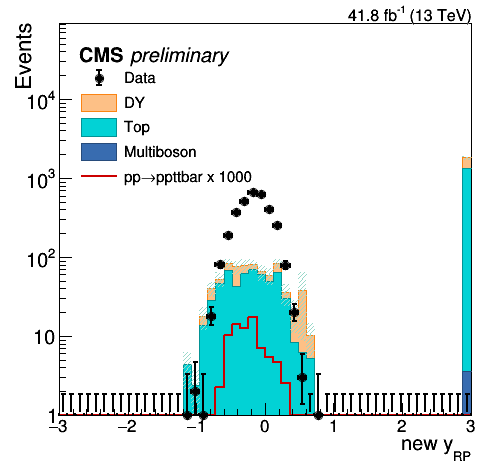 41.8 fb⁻¹ (13 TeV)
Events
CMS preliminary
Data
DY
Top
Multiboson
pp→ppttbar x 1000
10⁴
10³
10²
10
1
−3 −2 −1 0 1 2 3
new y_RP